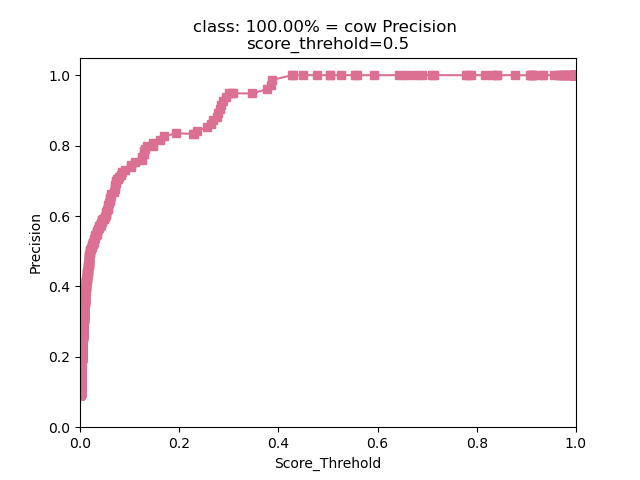 class: 100.00% = cow Precision
score_threhold=0.5
Precision
1.0
0.8
0.6
0.4
0.2
0.0
0.0 0.2 0.4 0.6 0.8 1.0
Score_Threhold